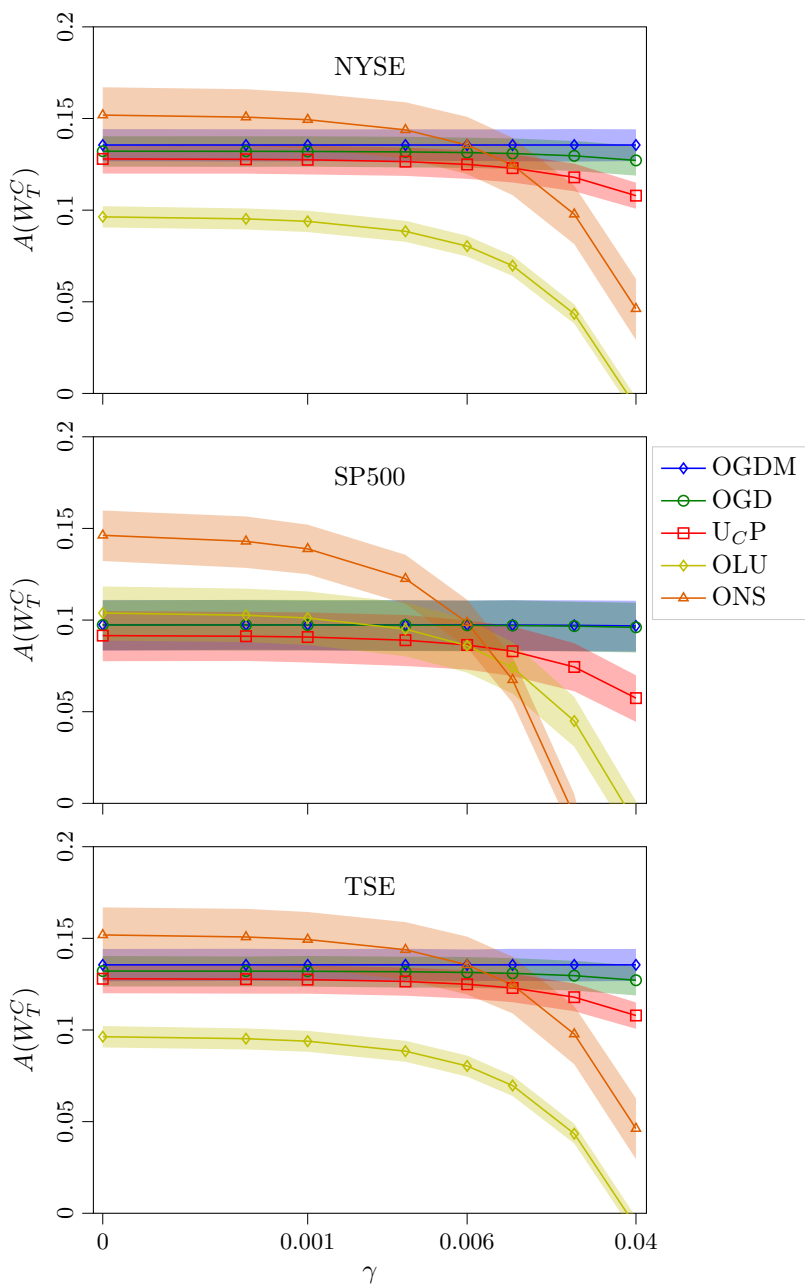 0.2
0.15
0.1
0.05
0
A(W_T^C)
NYSE
0.2
0.15
0.1
0.05
0
A(W_T^C)
SP500
OGDM
OGD
U_CP
OLU
ONS
0.2
0.15
0.1
0.05
0
A(W_T^C)
TSE
0 0.001 0.006 0.04
γ